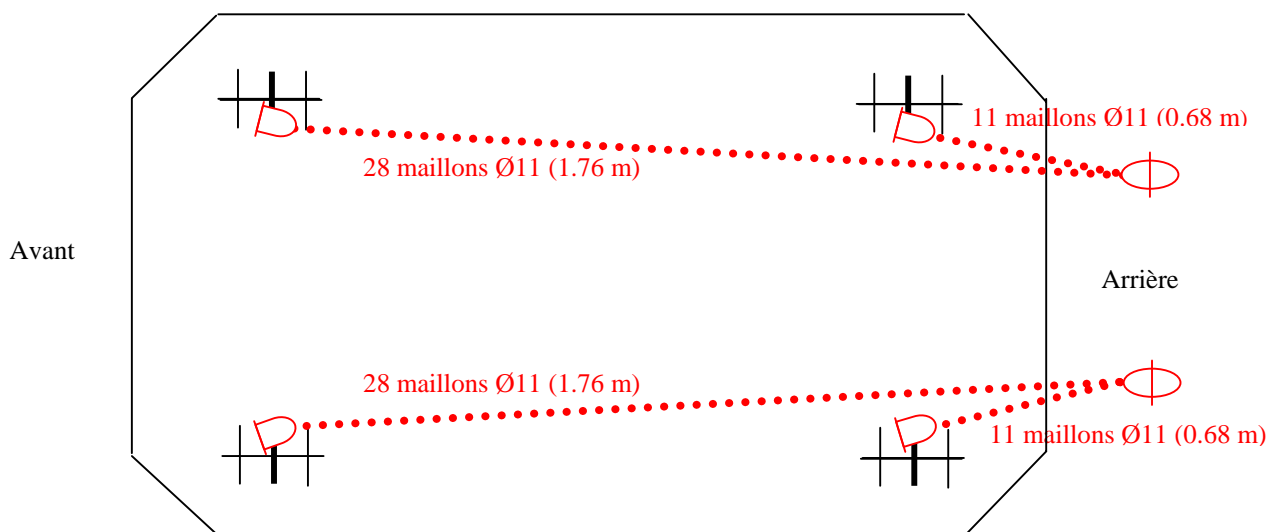 11 maillons Ø11 (0.68 m)
28 maillons Ø11 (1.76 m)
Avant
Arrière
28 maillons Ø11 (1.76 m)
11 maillons Ø11 (0.68 m)